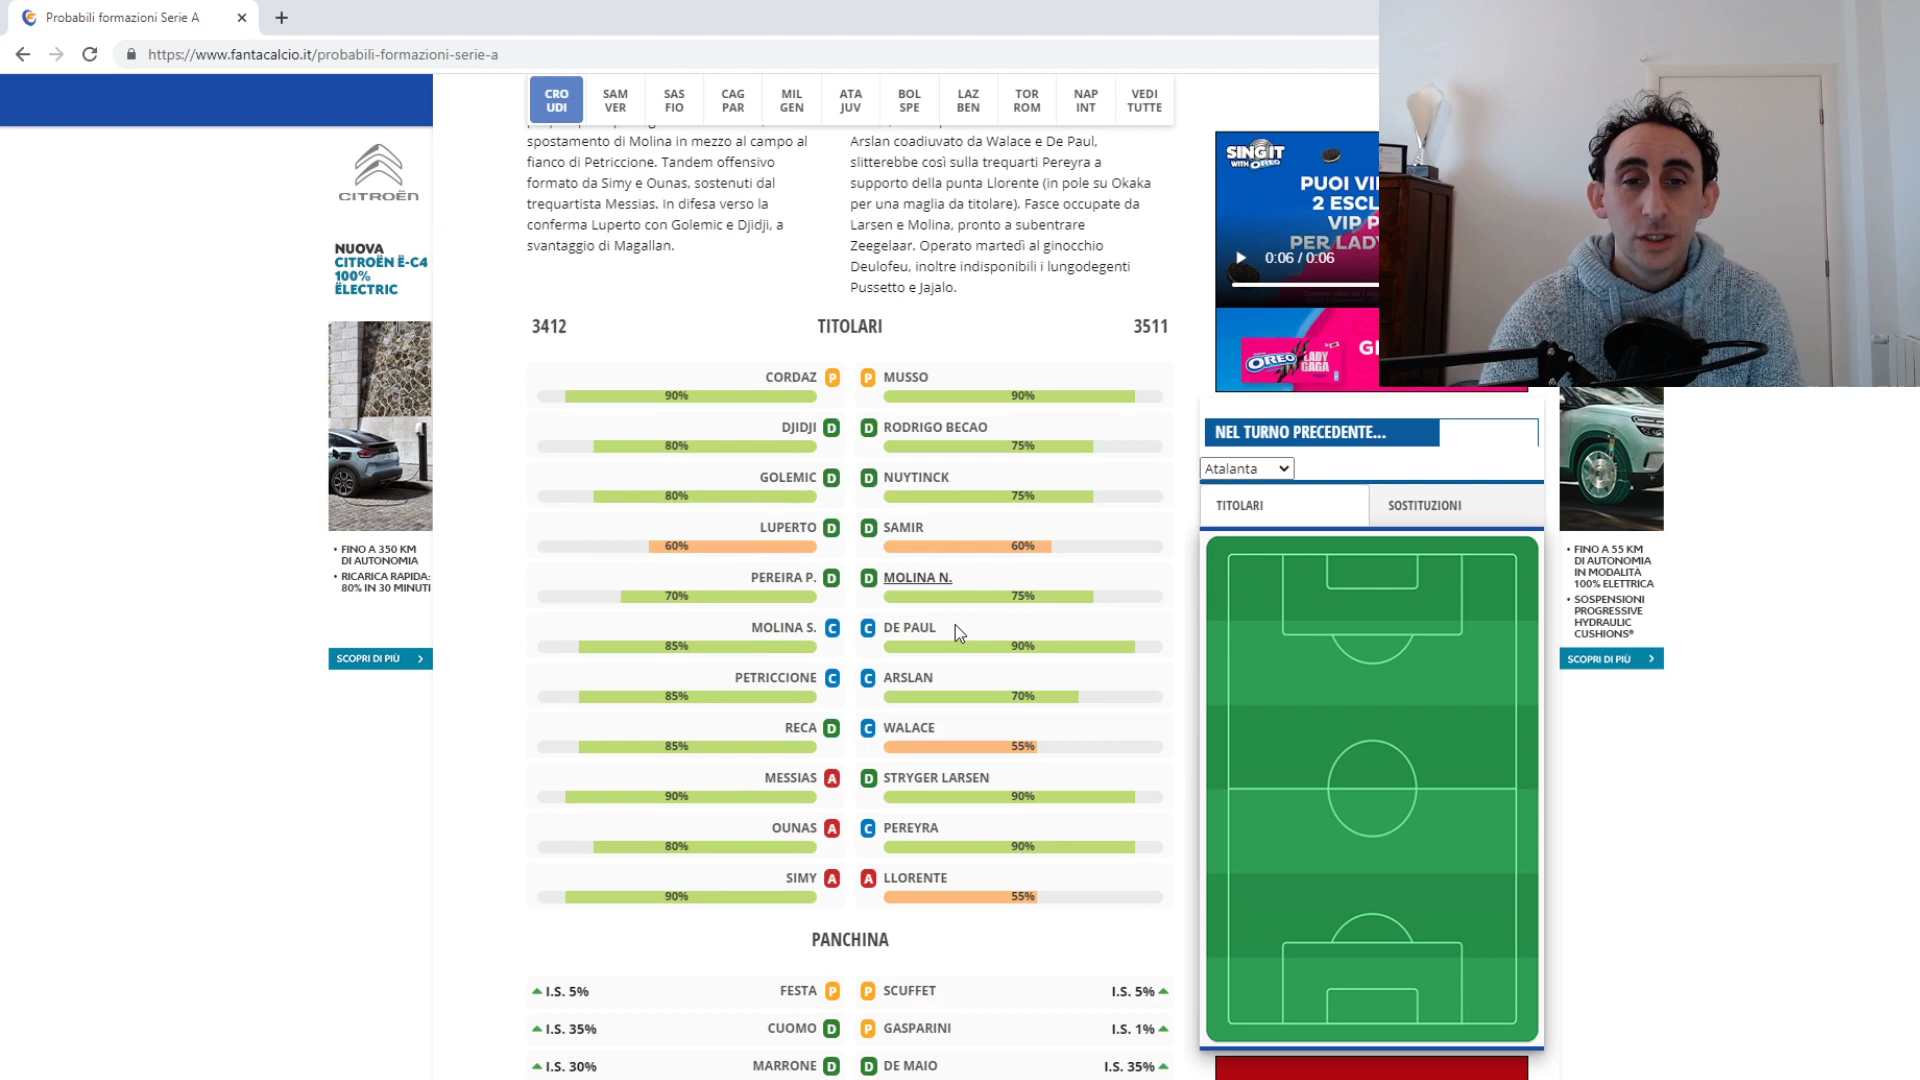 Probabili formazioni Serie A
https://www.fantacalcio.it/probabili-formazioni-serie-a
CRO UDI
SAM VER
SAS FIO
CAG PAR
MIL GEN
ATA JUV
BOL SPE
LAZ BEN
TOR ROM
NAP INT
VEDI TUTTE
spostamento di Molina in mezzo al campo al
fianco di Petriccione. Tandem offensivo
formato da Simy e Ounas, sostenuti dal
trequartista Messias. In difesa verso la
conferma Luperto con Golemic e Djidji, a
svantaggio di Magallan.
Arslan coadiuvato da Walace e De Paul,
slitterebbe così sulla trequarti Pereyra a
supporto della punta Llorente (in pole su Okaka
per una maglia da titolare). Fasce occupate da
Larsen e Molina, pronto a subentrare
Zeegelaar. Operato martedì al ginocchio
Deulofeu, inoltre indisponibili i lungodegenti
Pussetto e Jajalo.
3412 TITOLARI 3511
CORDAZ P P MUSSO
90% 90%
DJIDJI D D RODRIGO BECAO
80% 75%
GOLEMIC D D NUYTINCK
80% 75%
LUPERTO D D SAMIR
60% 60%
PEREIRA P. D D MOLINA N.
70% 75%
MOLINA S. C C DE PAUL
85% 90%
PETRICCIONE C C ARSLAN
85% 70%
RECA D C WALACE
85% 55%
MESSIAS A D STRYGER LARSEN
90% 90%
OUNAS A C PEREYRA
80% 90%
SIMY A A LLORENTE
90% 55%
PANCHINA
I.S. 5% FESTA P P SCUFFET I.S. 5%
I.S. 35% CUOMO D P GASPARINI I.S. 1%
I.S. 30% MARRONE D D DE MAIO I.S. 35%
CITROËN
NUOVA
CITROËN Ë-C4
100%
ËLECTRIC
• FINO A 350 KM
DI AUTONOMIA
• RICARICA RAPIDA:
80% IN 30 MINUTI
SCOPRI DI PIÙ
SING IT
WITH OREO
PUOI VI
2 ESCL
VIP P
PER LADY
0:06 / 0:06
OREO
LADY
GAGA
NEL TURNO PRECEDENTE...
Atalanta
TITOLARI SOSTITUZIONI
• FINO A 55 KM
DI AUTONOMIA
IN MODALITÀ
100% ELETTRICA
• SOSPENSIONI
PROGRESSIVE
HYDRAULIC
CUSHIONS®
SCOPRI DI PIÙ